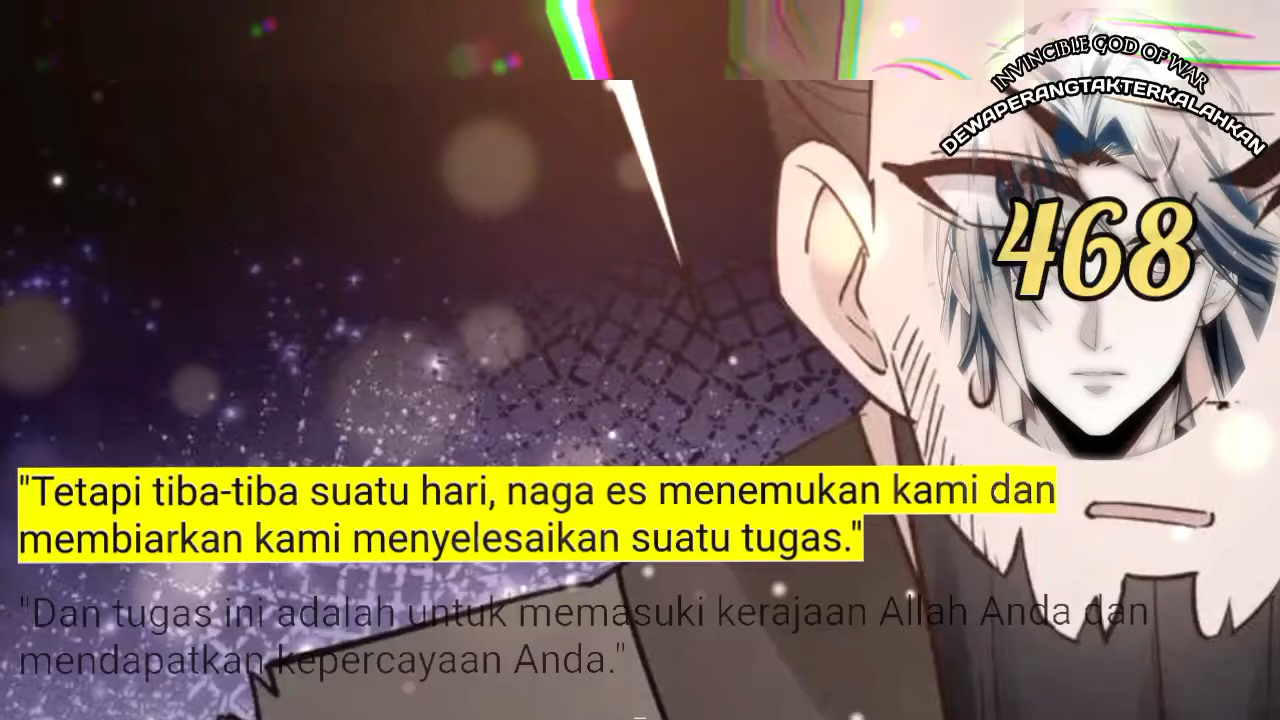 INVINCIBLE GOD OF WAR
DEWAPERANGTAKTERKALAHKAN
468
"Tetapi tiba-tiba suatu hari, naga es menemukan kami dan
membiarkan kami menyelesaikan suatu tugas."
"Dan tugas ini adalah untuk memasuki kerajaan Allah Anda dan
mendapatkan kepercayaan Anda."